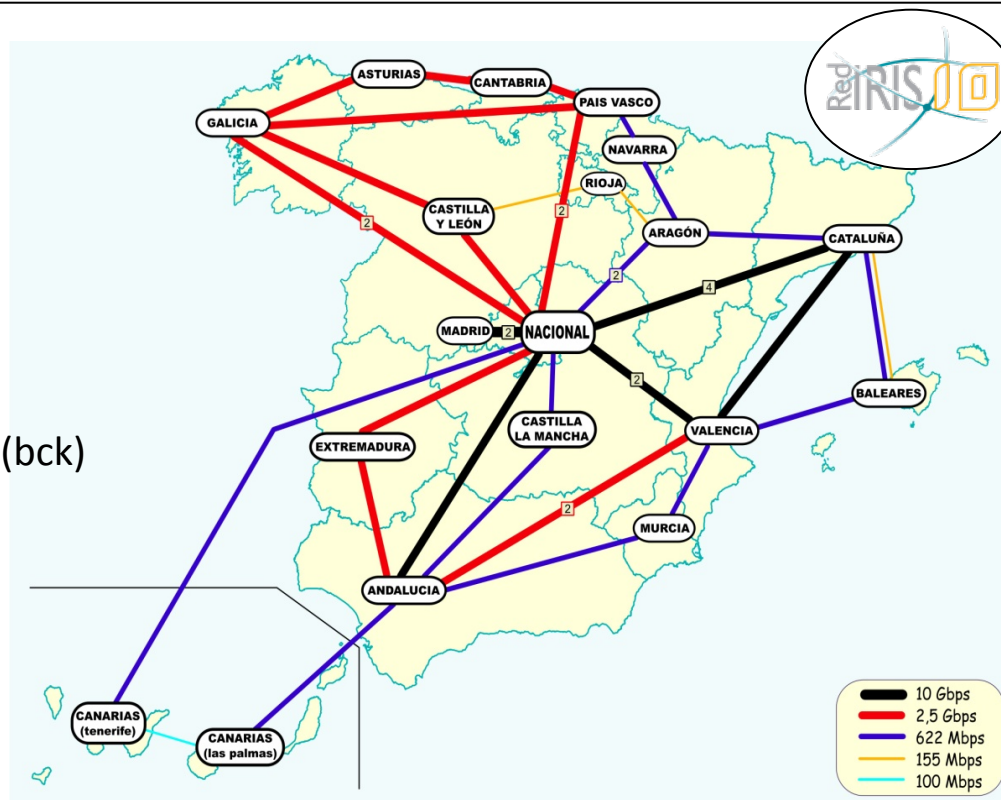 Red
IRIS10
ASTURIAS
CANTABRIA
PAIS VASCO
GALICIA
NAVARRA
RIOJA
CASTILLA
Y LEÓN
2
2
ARAGÓN
CATALUÑA
2
4
MADRID
2
NACIONAL
2
BALEARES
CASTILLA
LA MANCHA
VALENCIA
EXTREMADURA
(bck)
2
MURCIA
ANDALUCIA
CANARIAS
(tenerife)
CANARIAS
(las palmas)
10 Gbps
2,5 Gbps
622 Mbps
155 Mbps
100 Mbps